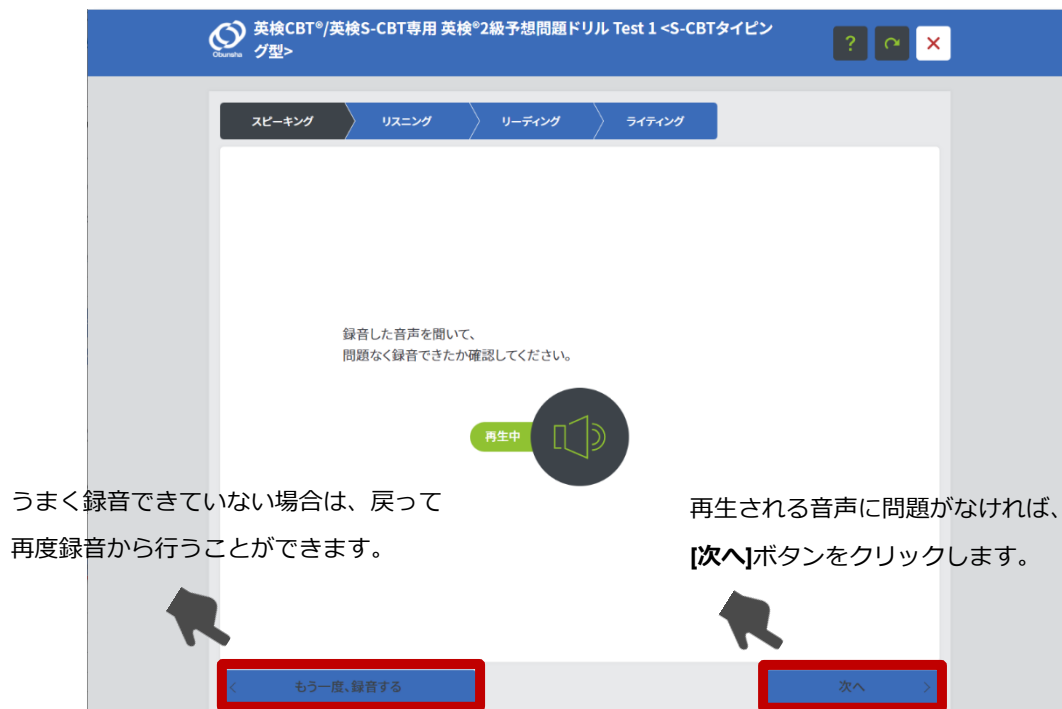 英検CBT®/英検S-CBT専用 英検®2級予想問題ドリル Test 1 <S-CBTタイピ
ング型>
Obunsha
?
スピーキング
リスニング
リーディング
ライティング
録音した音声を聞いて、
問題なく録音できたか確認してください。
再生中
うまく録音できていない場合は、戻って
再度録音から行うことができます。
再生される音声に問題がなければ、
[次へ]ボタンをクリックします。
もう一度、録音する
次へ